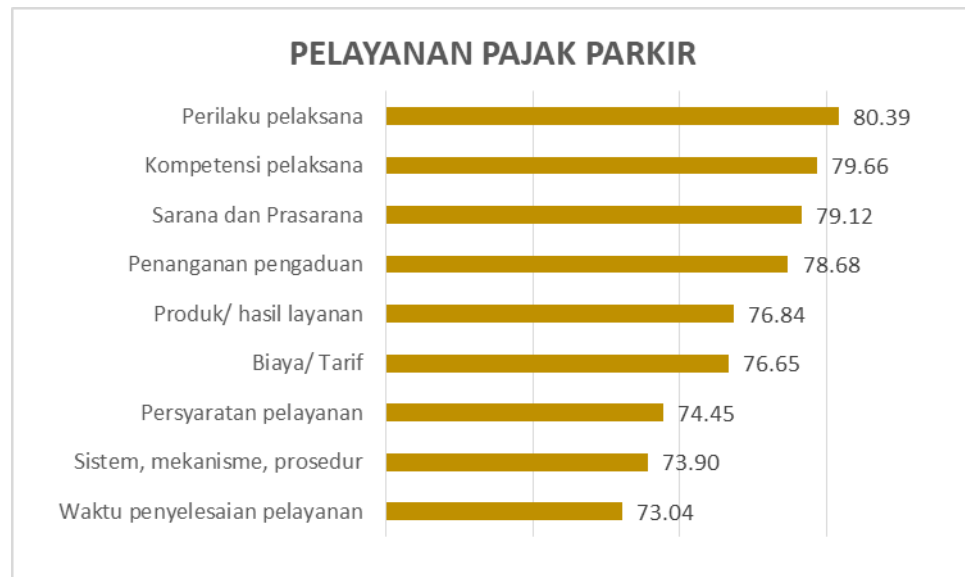 PELAYANAN PAJAK PARKIR
Perilaku pelaksana 80.39
Kompetensi pelaksana 79.66
Sarana dan Prasarana 79.12
Penanganan pengaduan 78.68
Produk/ hasil layanan 76.84
Biaya/ Tarif 76.65
Persyaratan pelayanan 74.45
Sistem, mekanisme, prosedur 73.90
Waktu penyelesaian pelayanan 73.04